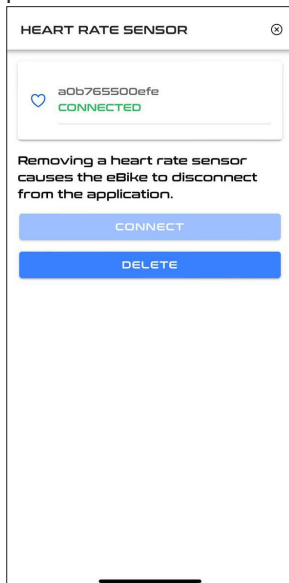 HEART RATE SENSOR
a0b765500efe
CONNECTED
Removing a heart rate sensor
causes the eBike to disconnect
from the application.
CONNECT
DELETE